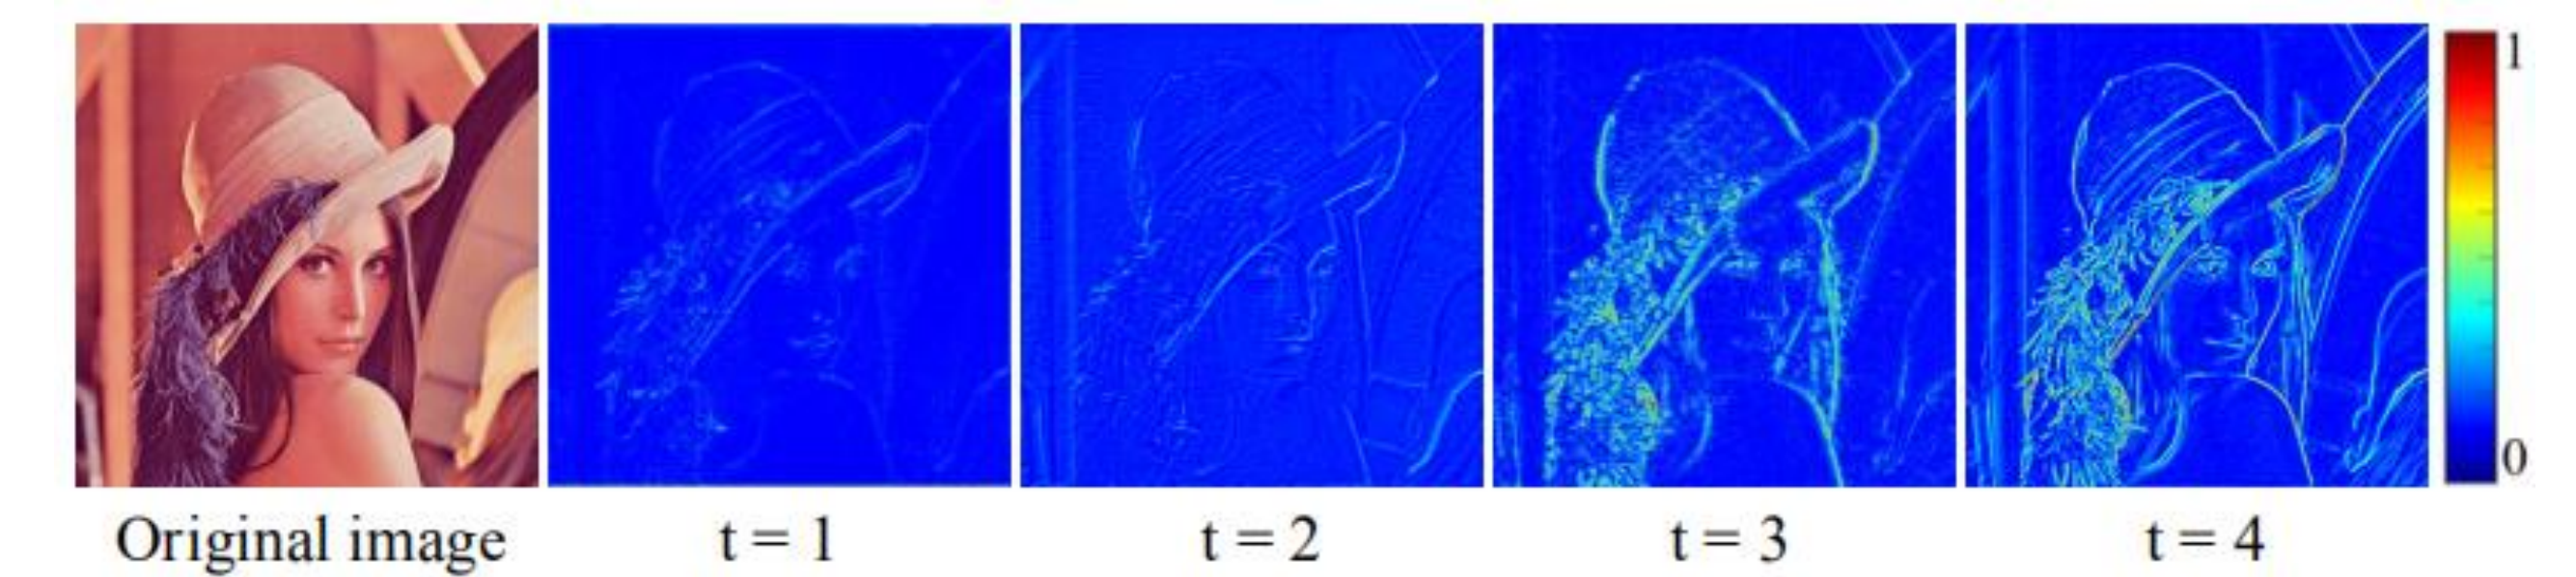 1
0
Original image
t = 1
t = 2
t = 3
t = 4